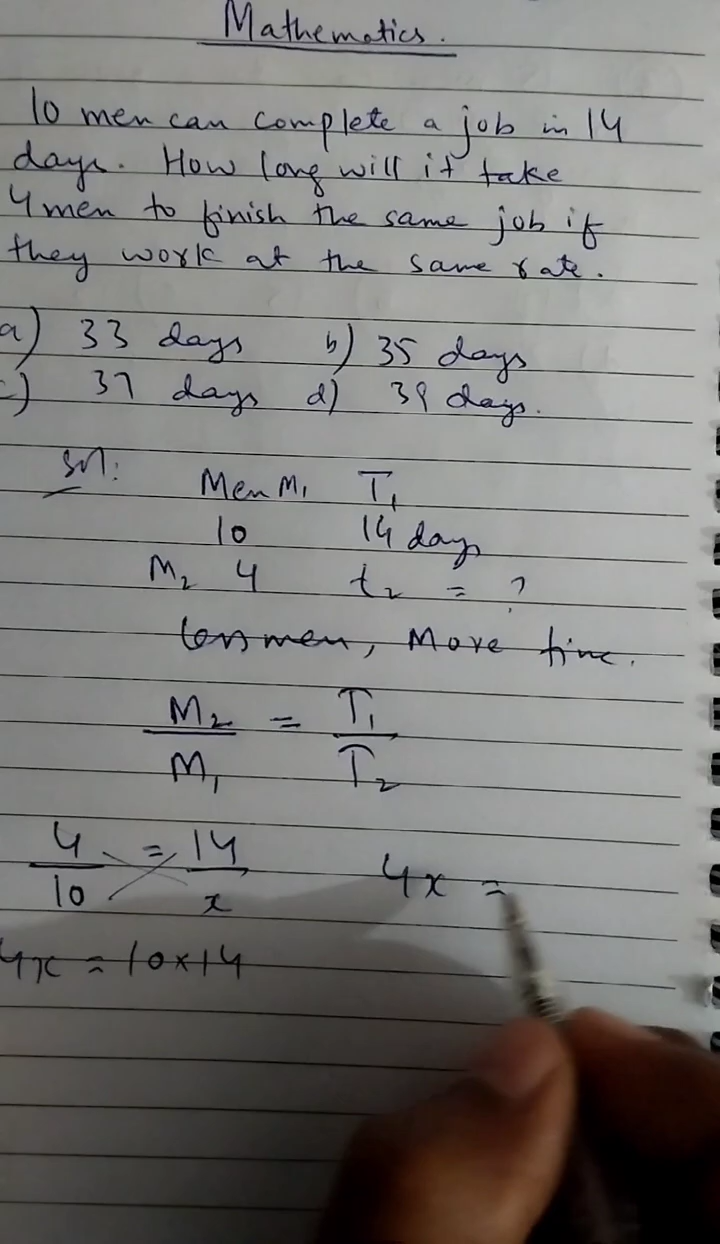 Mathematics.
10 men can complete a job in 14
days. How long will it take
4 men to finish the same job if
they work at the same rate.
a) 33 days b) 35 days
c) 37 days d) 39 days.
Sol:
Men M₁ T₁
10 14 days
M₂ 4 t₂ = ?
Less men, More time.
M₂/M₁ = T₁/T₂
4/10 = 14/x 4x =
4x = 10×14